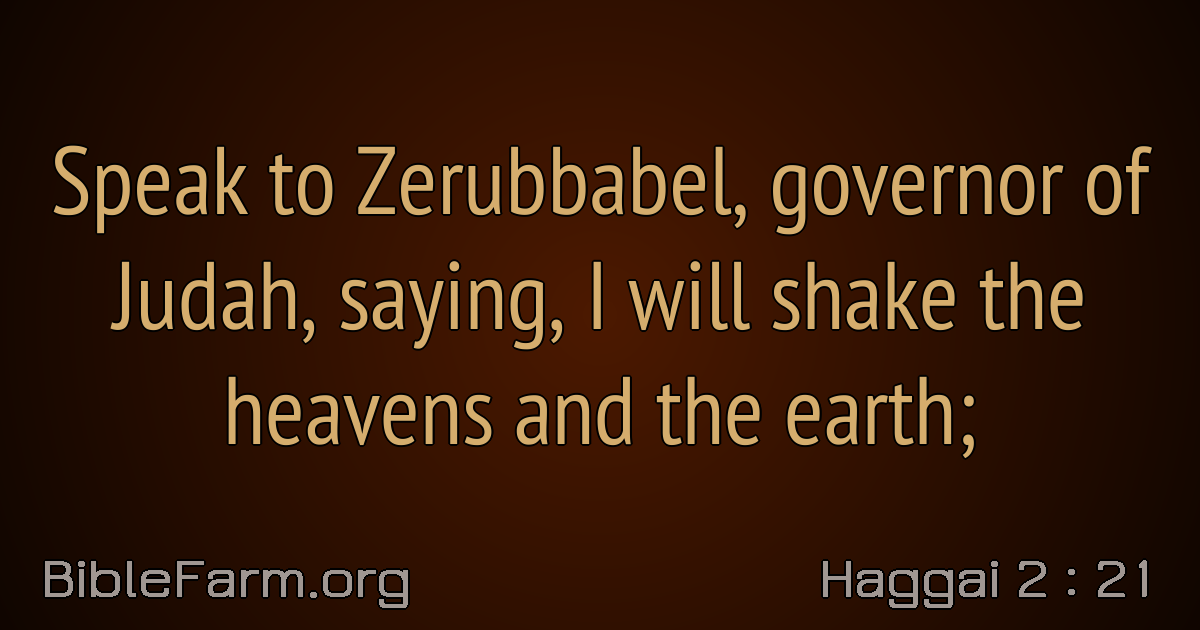 Speak to Zerubbabel, governor of
Judah, saying, I will shake the
heavens and the earth;
BibleFarm.org
Haggai 2 : 21